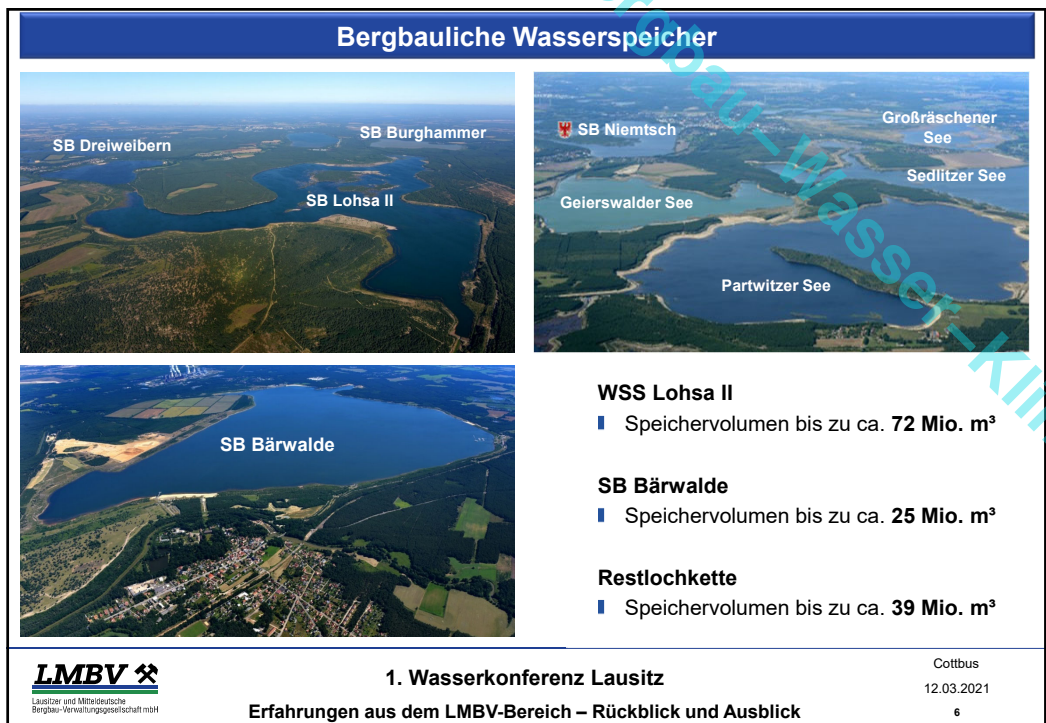 Bergbauliche Wasserspeicher
SB Dreiweibern
SB Burghammer
SB Lohsa II
SB Niemtsch
Großräschener
See
Sedlitzer See
Geierswalder See
Partwitzer See
SB Bärwalde
WSS Lohsa II
Speichervolumen bis zu ca. 72 Mio. m³
SB Bärwalde
Speichervolumen bis zu ca. 25 Mio. m³
Restlochkette
Speichervolumen bis zu ca. 39 Mio. m³
LMBV
Lausitzer und Mitteldeutsche
Bergbau-Verwaltungsgesellschaft mbH
1. Wasserkonferenz Lausitz
Erfahrungen aus dem LMBV-Bereich – Rückblick und Ausblick
Cottbus
12.03.2021
6